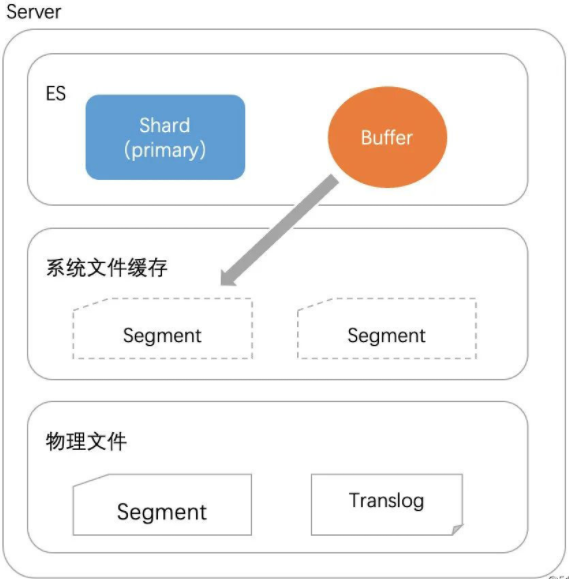 Server
ES
Shard
（primary）
Buffer
系统文件缓存
Segment
Segment
物理文件
Segment
Translog